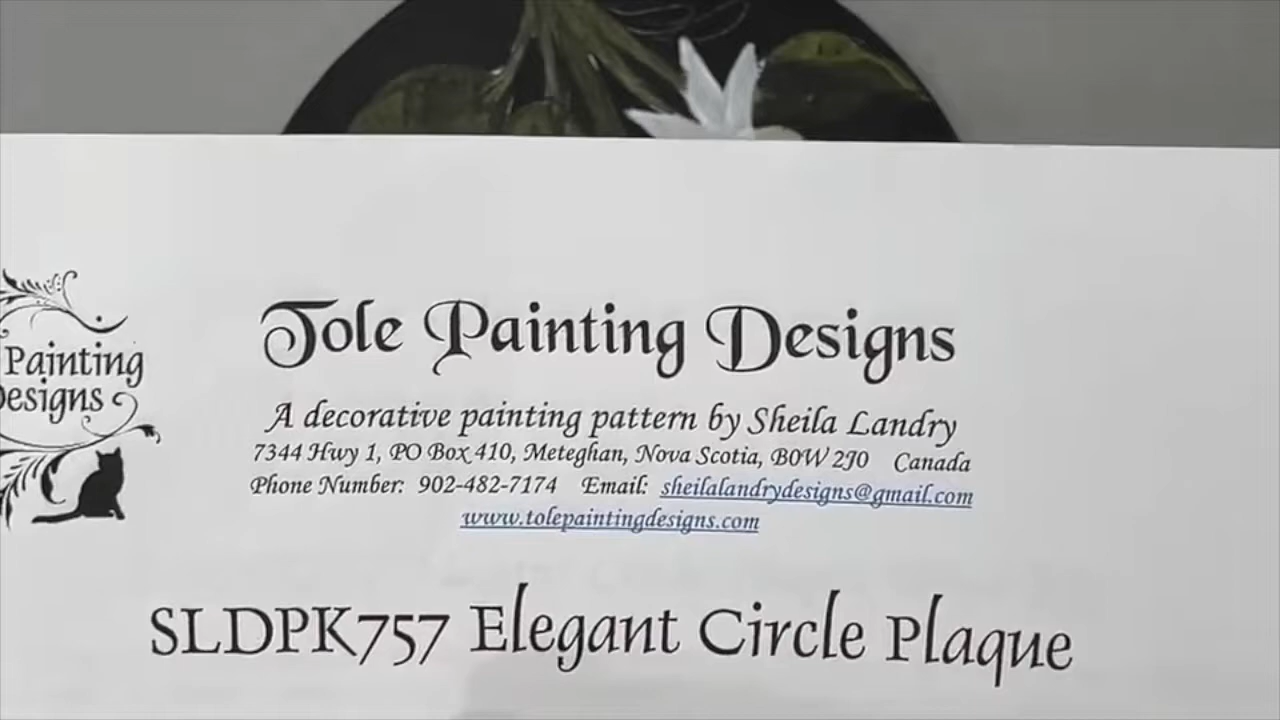 Painting
Designs
Tole Painting Designs
A decorative painting pattern by Sheila Landry
7344 Hwy 1, PO Box 410, Meteghan, Nova Scotia, B0W 2J0 Canada
Phone Number: 902-482-7174 Email: sheilalandrydesigns@gmail.com
www.tolepaintingdesigns.com
SLDPK757 Elegant Circle Plaque